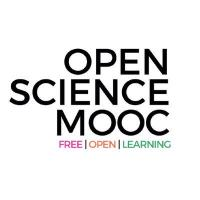 OPEN
SCIENCE
MOOC
FREE | OPEN | LEARNING